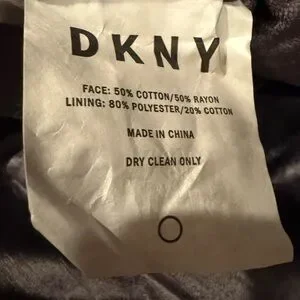 DKNY
FACE: 50% COTTON/50% RAYON
LINING: 80% POLYESTER/20% COTTON
MADE IN CHINA
DRY CLEAN ONLY